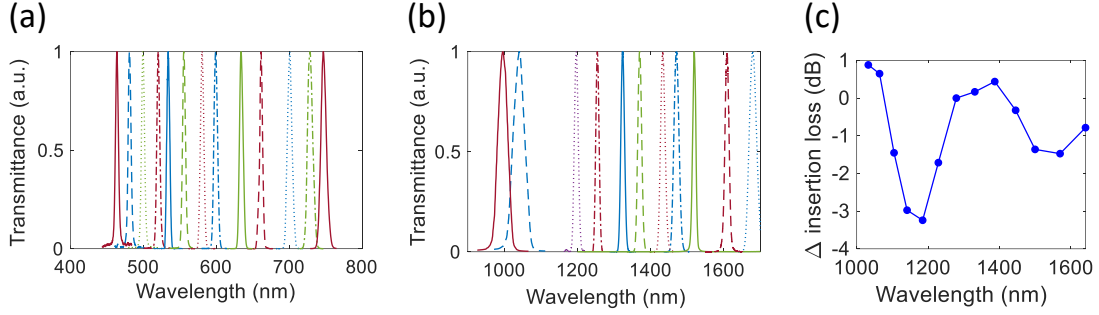 (a)
Transmittance (a.u.)
1
0.5
0
400 500 600 700 800
Wavelength (nm)
(b)
Transmittance (a.u.)
1
0.5
0
1000 1200 1400 1600
Wavelength (nm)
(c)
Δ insertion loss (dB)
1
0
-1
-2
-3
-4
1000 1200 1400 1600
Wavelength (nm)